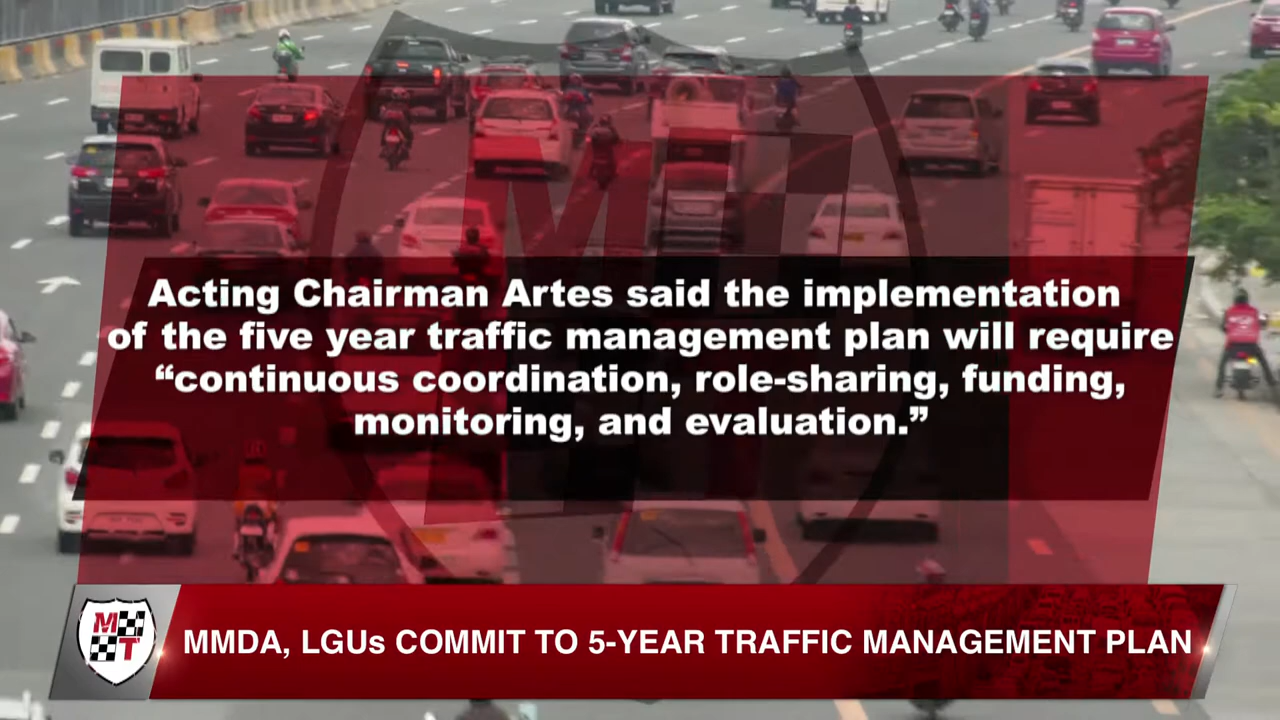 Acting Chairman Artes said the implementation
of the five year traffic management plan will require
“continuous coordination, role-sharing, funding,
monitoring, and evaluation.”
M
T
MMDA, LGUs COMMIT TO 5-YEAR TRAFFIC MANAGEMENT PLAN